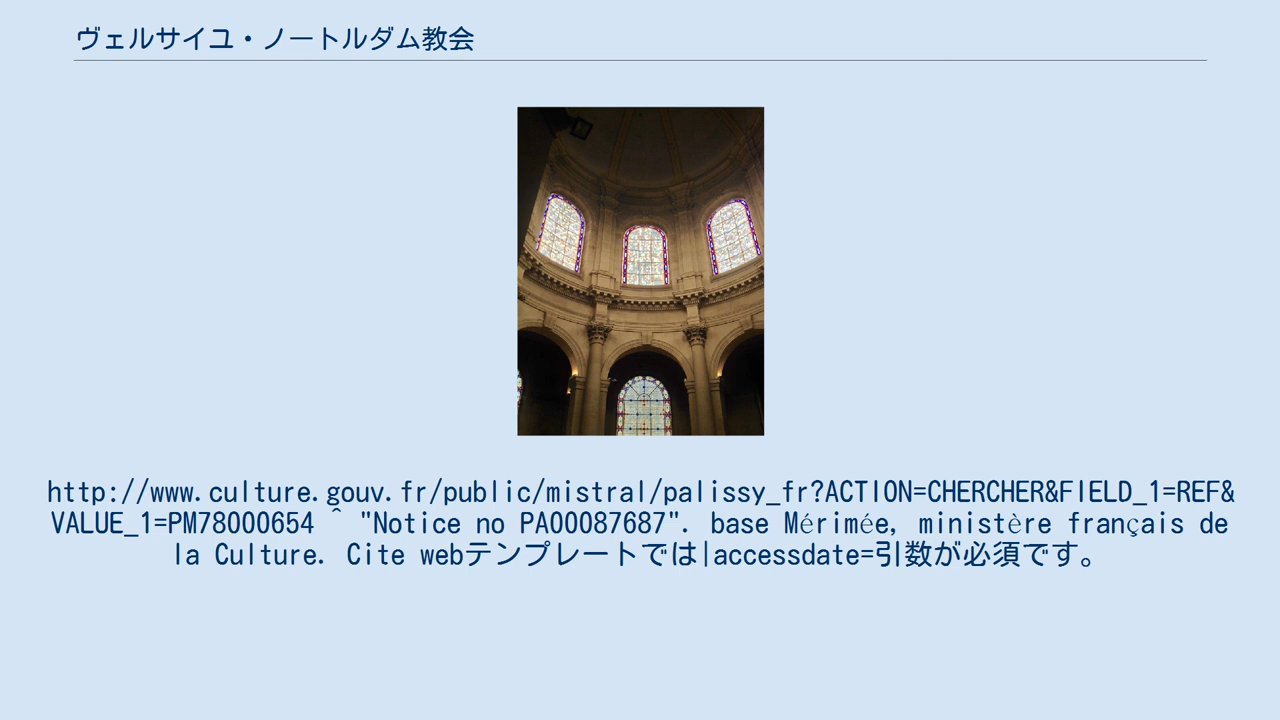 ヴェルサイユ・ノートルダム教会
http://www.culture.gouv.fr/public/mistral/palissy_fr?ACTION=CHERCHER&FIELD_1=REF&
VALUE_1=PM78000654 ^ "Notice no PA00087687". base Mérimée, ministère français de
la Culture. Cite webテンプレートでは|accessdate=引数が必須です。